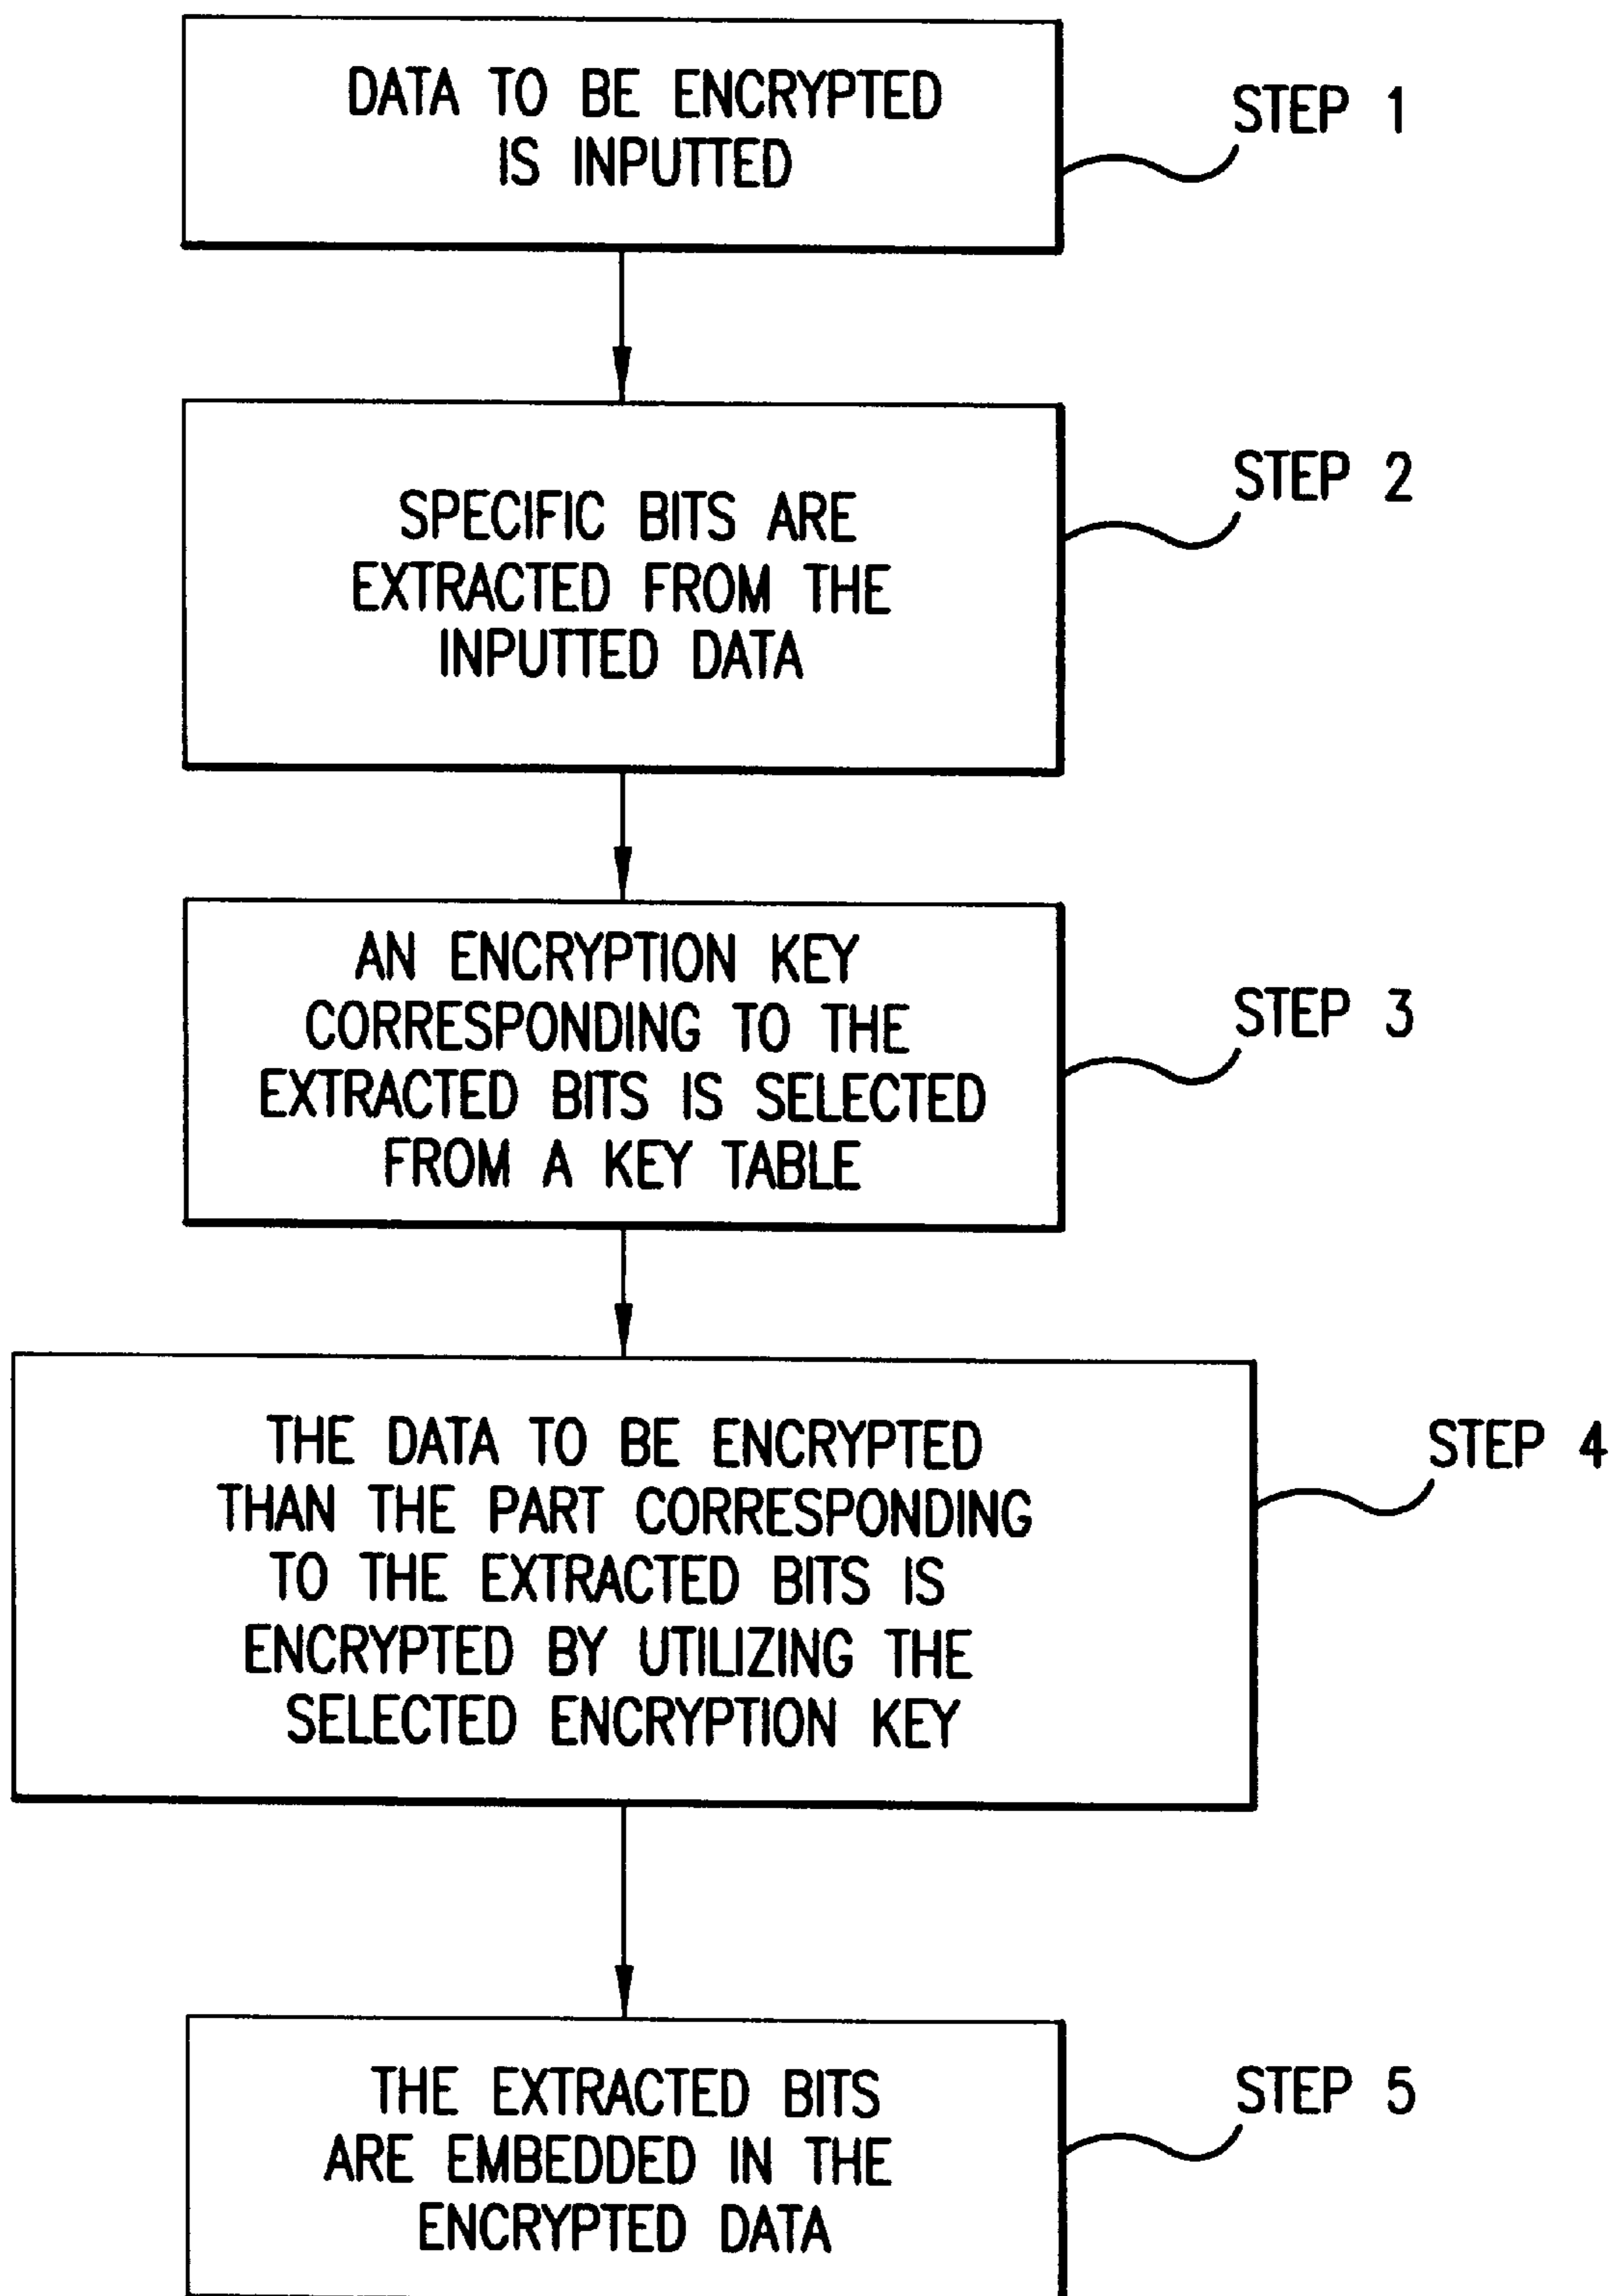 DATA TO BE ENCRYPTED
IS INPUTTED
STEP 1
SPECIFIC BITS ARE
EXTRACTED FROM THE
INPUTTED DATA
STEP 2
AN ENCRYPTION KEY
CORRESPONDING TO THE
EXTRACTED BITS IS SELECTED
FROM A KEY TABLE
STEP 3
THE DATA TO BE ENCRYPTED
THAN THE PART CORRESPONDING
TO THE EXTRACTED BITS IS
ENCRYPTED BY UTILIZING THE
SELECTED ENCRYPTION KEY
STEP 4
THE EXTRACTED BITS
ARE EMBEDDED IN THE
ENCRYPTED DATA
STEP 5